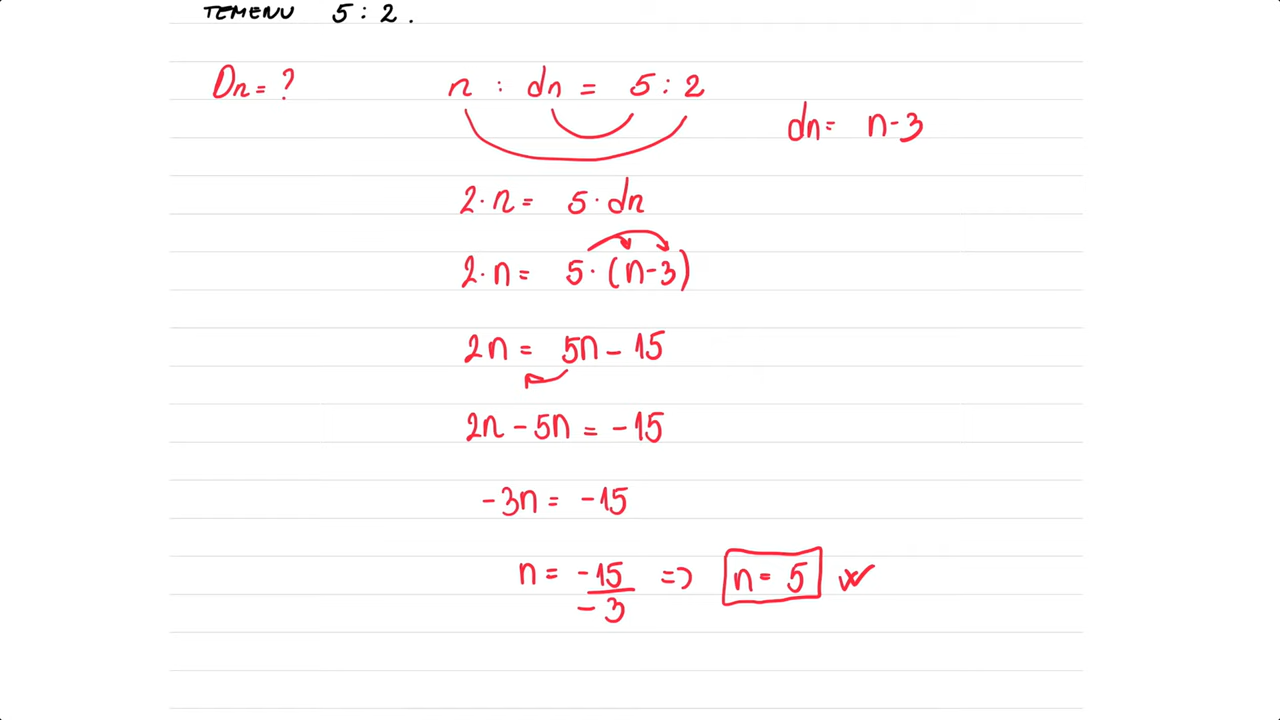 TEMENU 5 : 2 .
Dn = ? n : dn = 5 : 2
dn = n - 3
2 · n = 5 · dn
2 · n = 5 · (n - 3)
2n = 5n - 15
2n - 5n = -15
-3n = -15
n = -15/-3 => n = 5